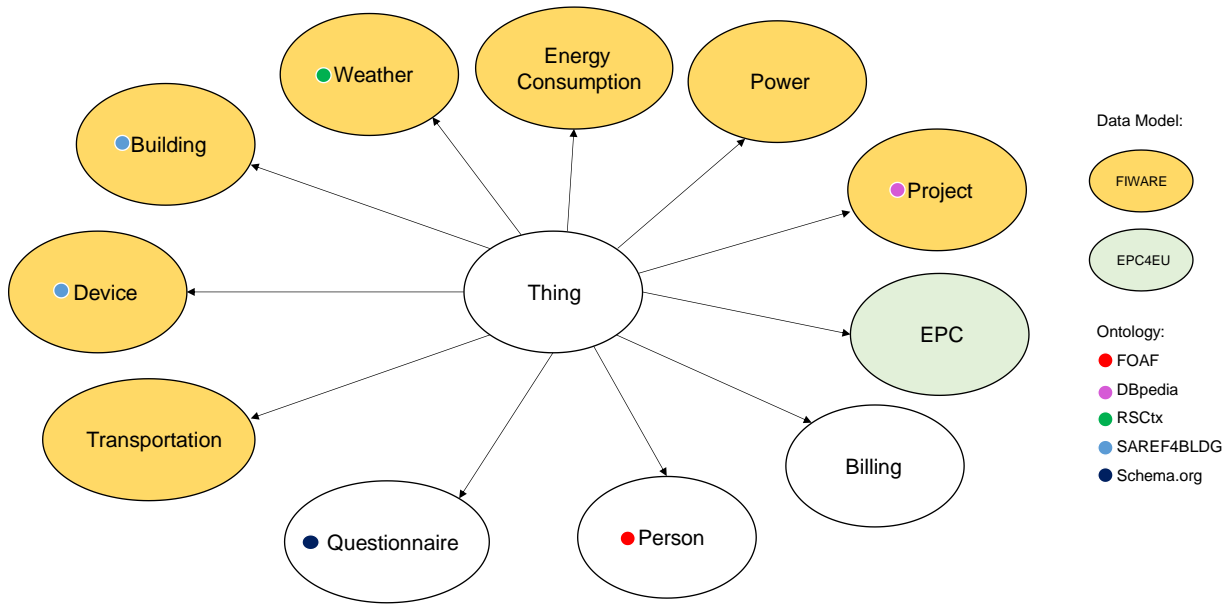 Energy
Consumption
Weather
Power
Building
Project
Device
Thing
EPC
Transportation
Billing
Questionnaire
Person
Data Model:
FIWARE
EPC4EU
Ontology:
FOAF
DBpedia
RSCtx
SAREF4BLDG
Schema.org